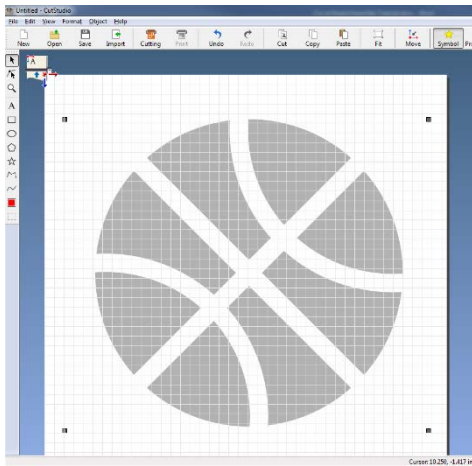 Untitled - CutStudio
File Edit View Format Object Help
New Open Save Import Cutting Print Undo Redo Cut Copy Paste Fit Move Symbol
A
A
Cursor: 10.250, -1.417 in